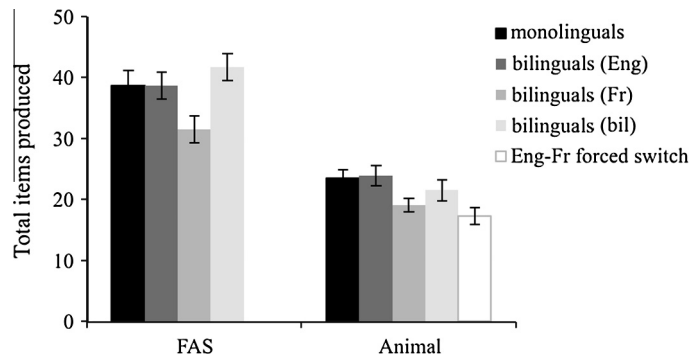 Total items produced
50
40
30
20
10
0
FAS
Animal
monolinguals
bilinguals (Eng)
bilinguals (Fr)
bilinguals (bil)
Eng-Fr forced switch